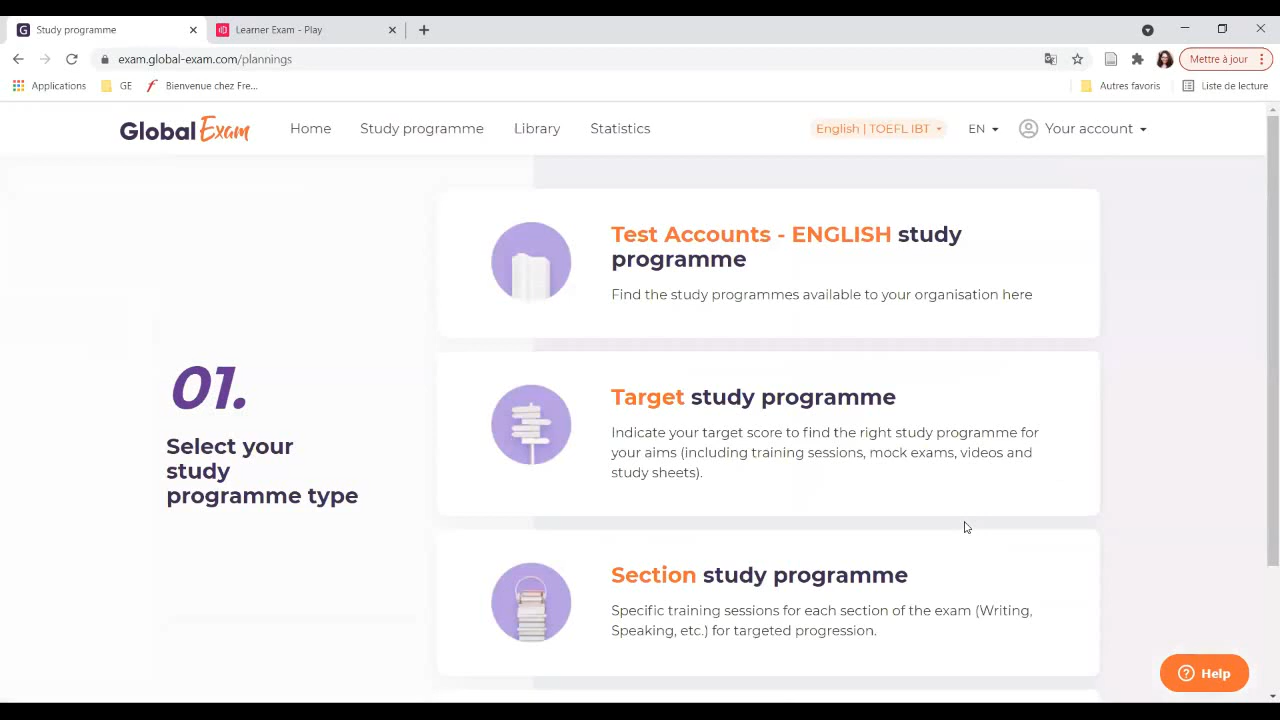 Study programme
Learner Exam - Play
exam.global-exam.com/plannings
Mettre à jour
Applications
GE
Bienvenue chez Fre...
Autres favoris
Liste de lecture
Global Exam
Home
Study programme
Library
Statistics
English | TOEFL IBT
EN
Your account
01.
Select your
study
programme type
Test Accounts - ENGLISH study
programme
Find the study programmes available to your organisation here
Target study programme
Indicate your target score to find the right study programme for
your aims (including training sessions, mock exams, videos and
study sheets).
Section study programme
Specific training sessions for each section of the exam (Writing,
Speaking, etc.) for targeted progression.
Help